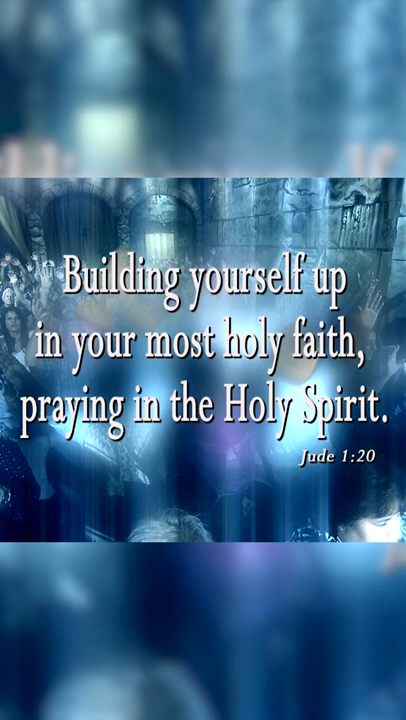 Building yourself up
in your most holy faith,
praying in the Holy Spirit.
Jude 1:20